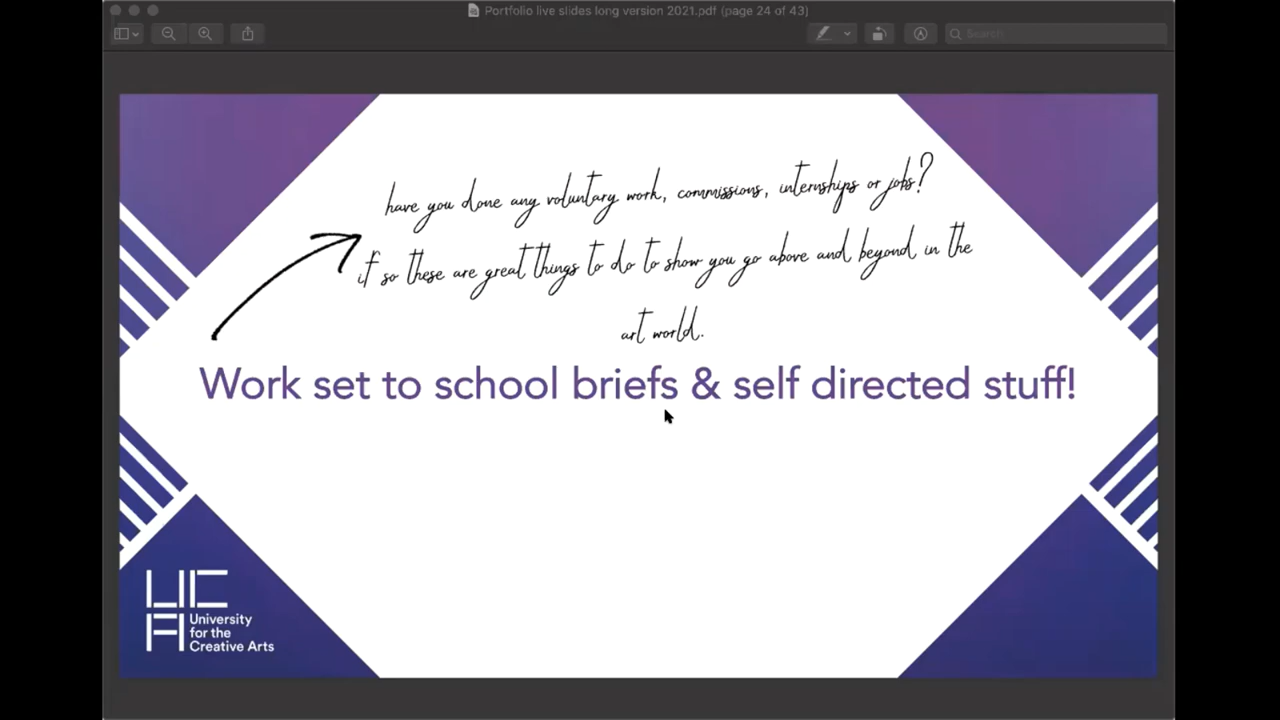 Portfolio live slides long version 2021.pdf (page 24 of 43)
Search
have you done any voluntary work, commissions, internships or jobs?
if so these are great things to do to show you go above and beyond in the
art world.
Work set to school briefs & self directed stuff!
UCA
University
for the
Creative Arts